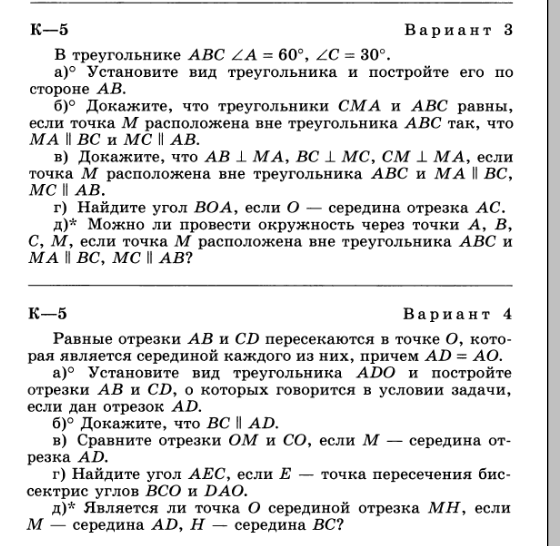 К—5 Вариант 3
В треугольнике ABC ∠A = 60°, ∠C = 30°.
а)° Установите вид треугольника и постройте его по
стороне AB.
б)° Докажите, что треугольники CMA и ABC равны,
если точка M расположена вне треугольника ABC так, что
MA ∥ BC и MC ∥ AB.
в) Докажите, что AB ⊥ MA, BC ⊥ MC, CM ⊥ MA, если
точка M расположена вне треугольника ABC и MA ∥ BC,
MC ∥ AB.
г) Найдите угол BOA, если O — середина отрезка AC.
д)* Можно ли провести окружность через точки A, B,
C, M, если точка M расположена вне треугольника ABC и
MA ∥ BC, MC ∥ AB?
К—5 Вариант 4
Равные отрезки AB и CD пересекаются в точке O, кото-
рая является серединой каждого из них, причем AD = AO.
а)° Установите вид треугольника ADO и постройте
отрезки AB и CD, о которых говорится в условии задачи,
если дан отрезок AD.
б)° Докажите, что BC ∥ AD.
в) Сравните отрезки OM и CO, если M — середина от-
резка AD.
г) Найдите угол AEC, если E — точка пересечения бис-
сектрис углов BCO и DAO.
д)* Является ли точка O серединой отрезка MH, если
M — середина AD, H — середина BC?